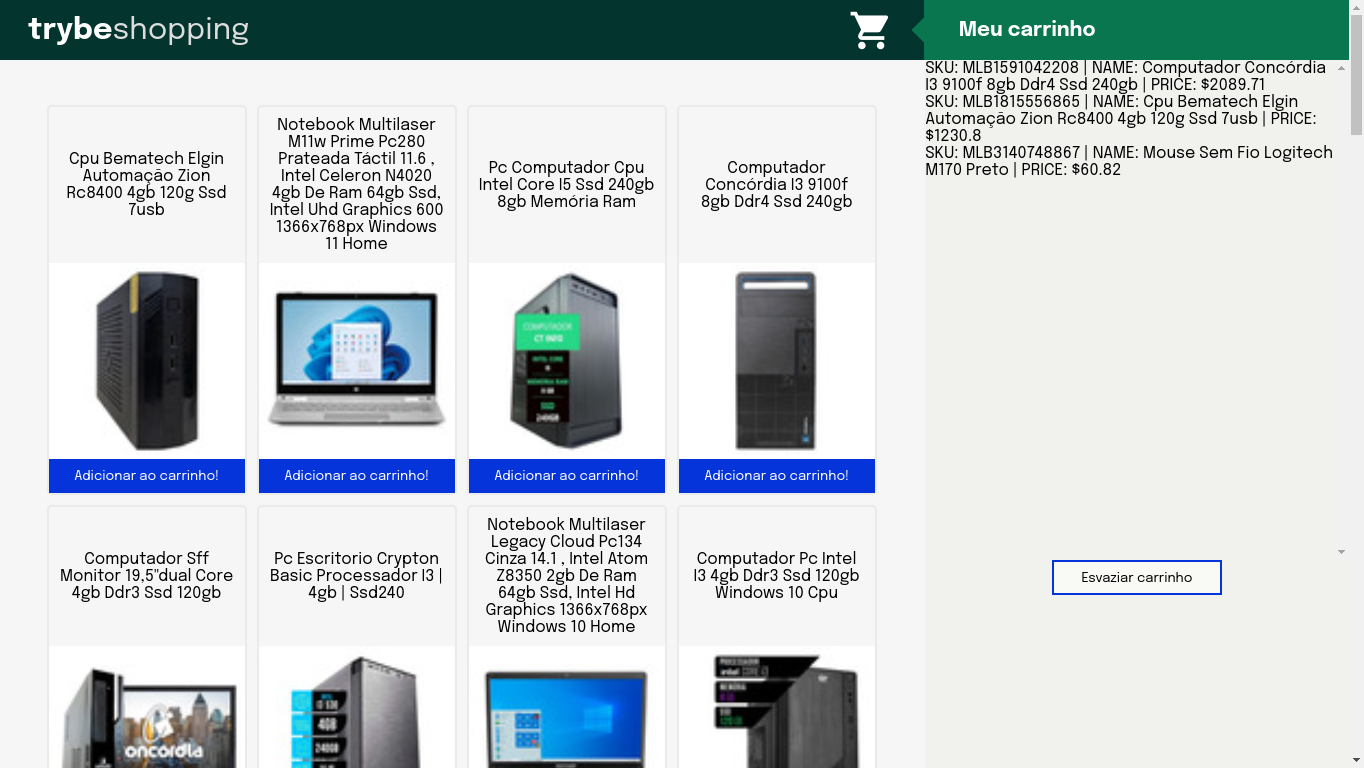 trybeshopping
Meu carrinho
SKU: MLB1591042208 | NAME: Computador Concórdia
I3 9100f 8gb Ddr4 Ssd 240gb | PRICE: $2089.71
SKU: MLB1815556865 | NAME: Cpu Bematech Elgin
Automação Zion Rc8400 4gb 120g Ssd 7usb | PRICE:
$1230.8
SKU: MLB3140748867 | NAME: Mouse Sem Fio Logitech
M170 Preto | PRICE: $60.82
Esvaziar carrinho
Cpu Bematech Elgin
Automação Zion
Rc8400 4gb 120g Ssd
7usb
Adicionar ao carrinho!
Notebook Multilaser
M11w Prime Pc280
Prateada Táctil 11.6 ,
Intel Celeron N4020
4gb De Ram 64gb Ssd,
Intel Uhd Graphics 600
1366x768px Windows
11 Home
Adicionar ao carrinho!
Pc Computador Cpu
Intel Core I5 Ssd 240gb
8gb Memória Ram
COMPUTADOR
CT INFO
INTEL CORE
MEMÓRIA RAM
SSD
240GB
Adicionar ao carrinho!
Computador
Concórdia I3 9100f
8gb Ddr4 Ssd 240gb
Adicionar ao carrinho!
Computador Sff
Monitor 19,5"dual Core
4gb Ddr3 Ssd 120gb
oncórdia
Pc Escritorio Crypton
Basic Processador I3 |
4gb | Ssd240
4GB
240GB
Notebook Multilaser
Legacy Cloud Pc134
Cinza 14.1 , Intel Atom
Z8350 2gb De Ram
64gb Ssd, Intel Hd
Graphics 1366x768px
Windows 10 Home
Computador Pc Intel
I3 4gb Ddr3 Ssd 120gb
Windows 10 Cpu
PROCESSADOR
MEMÓRIA
SSD
120GB